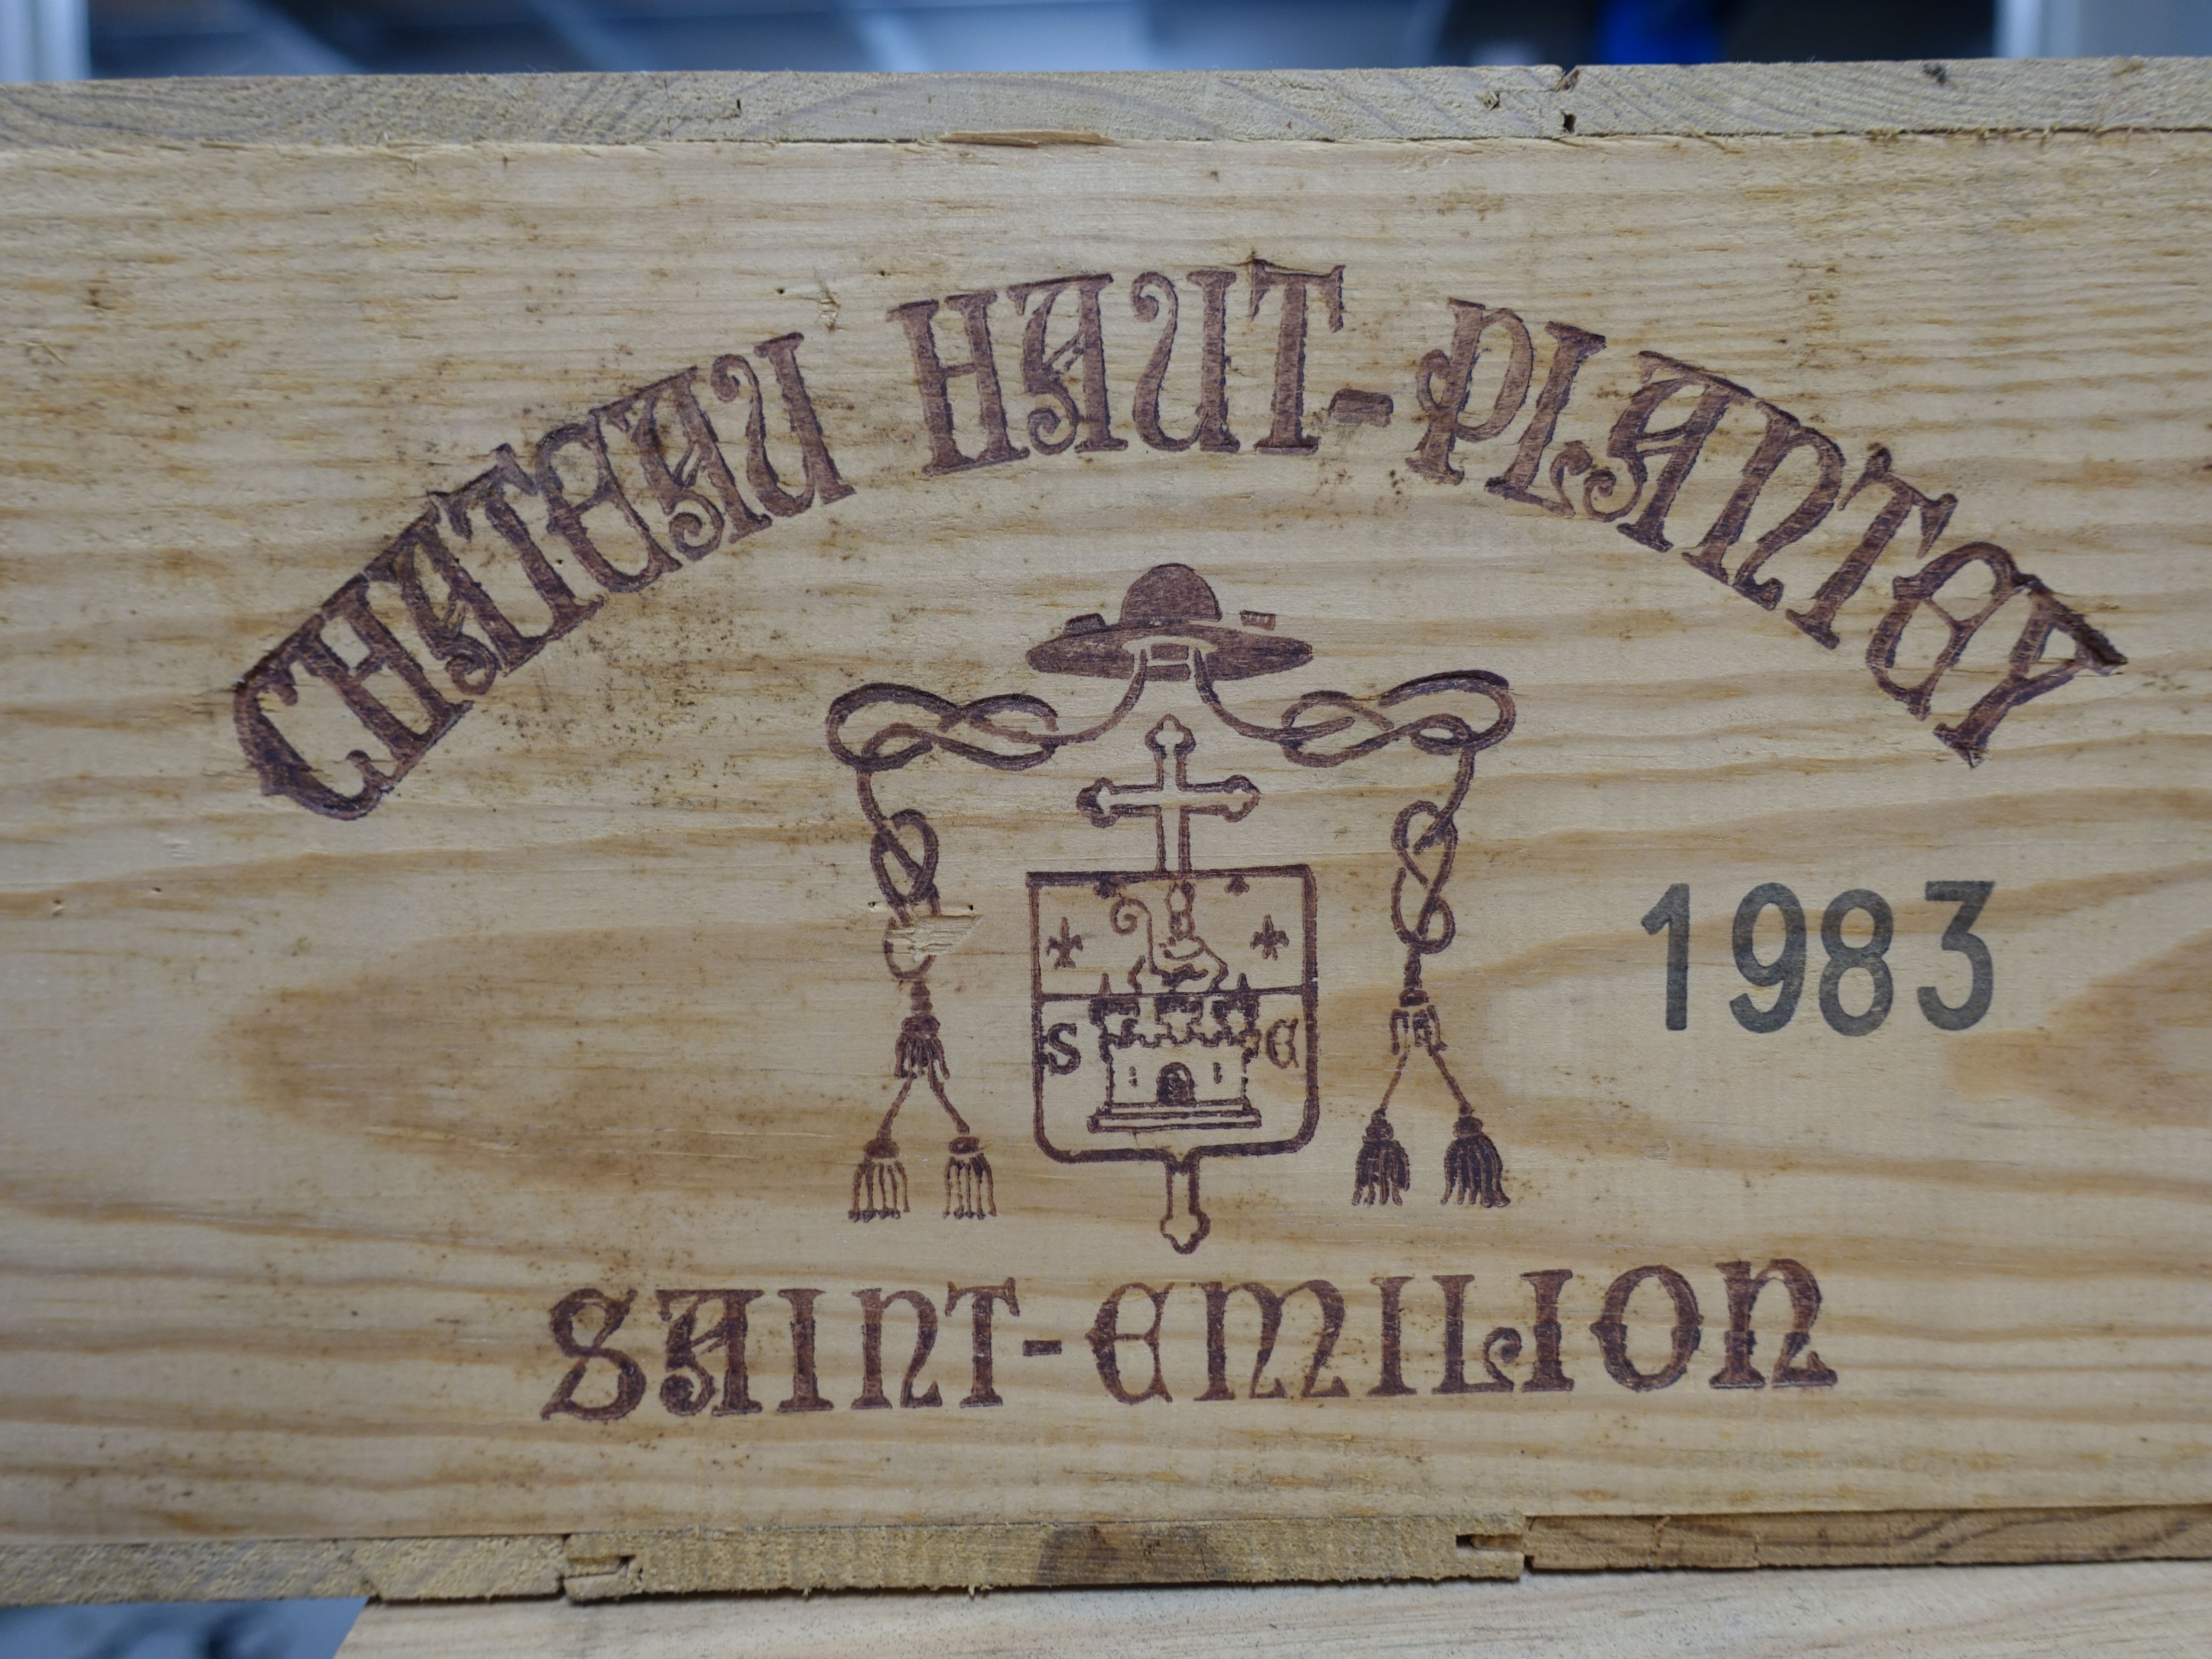 CHATEAU HAUT-PLANTEY
1983
S E
SAINT-EMILION